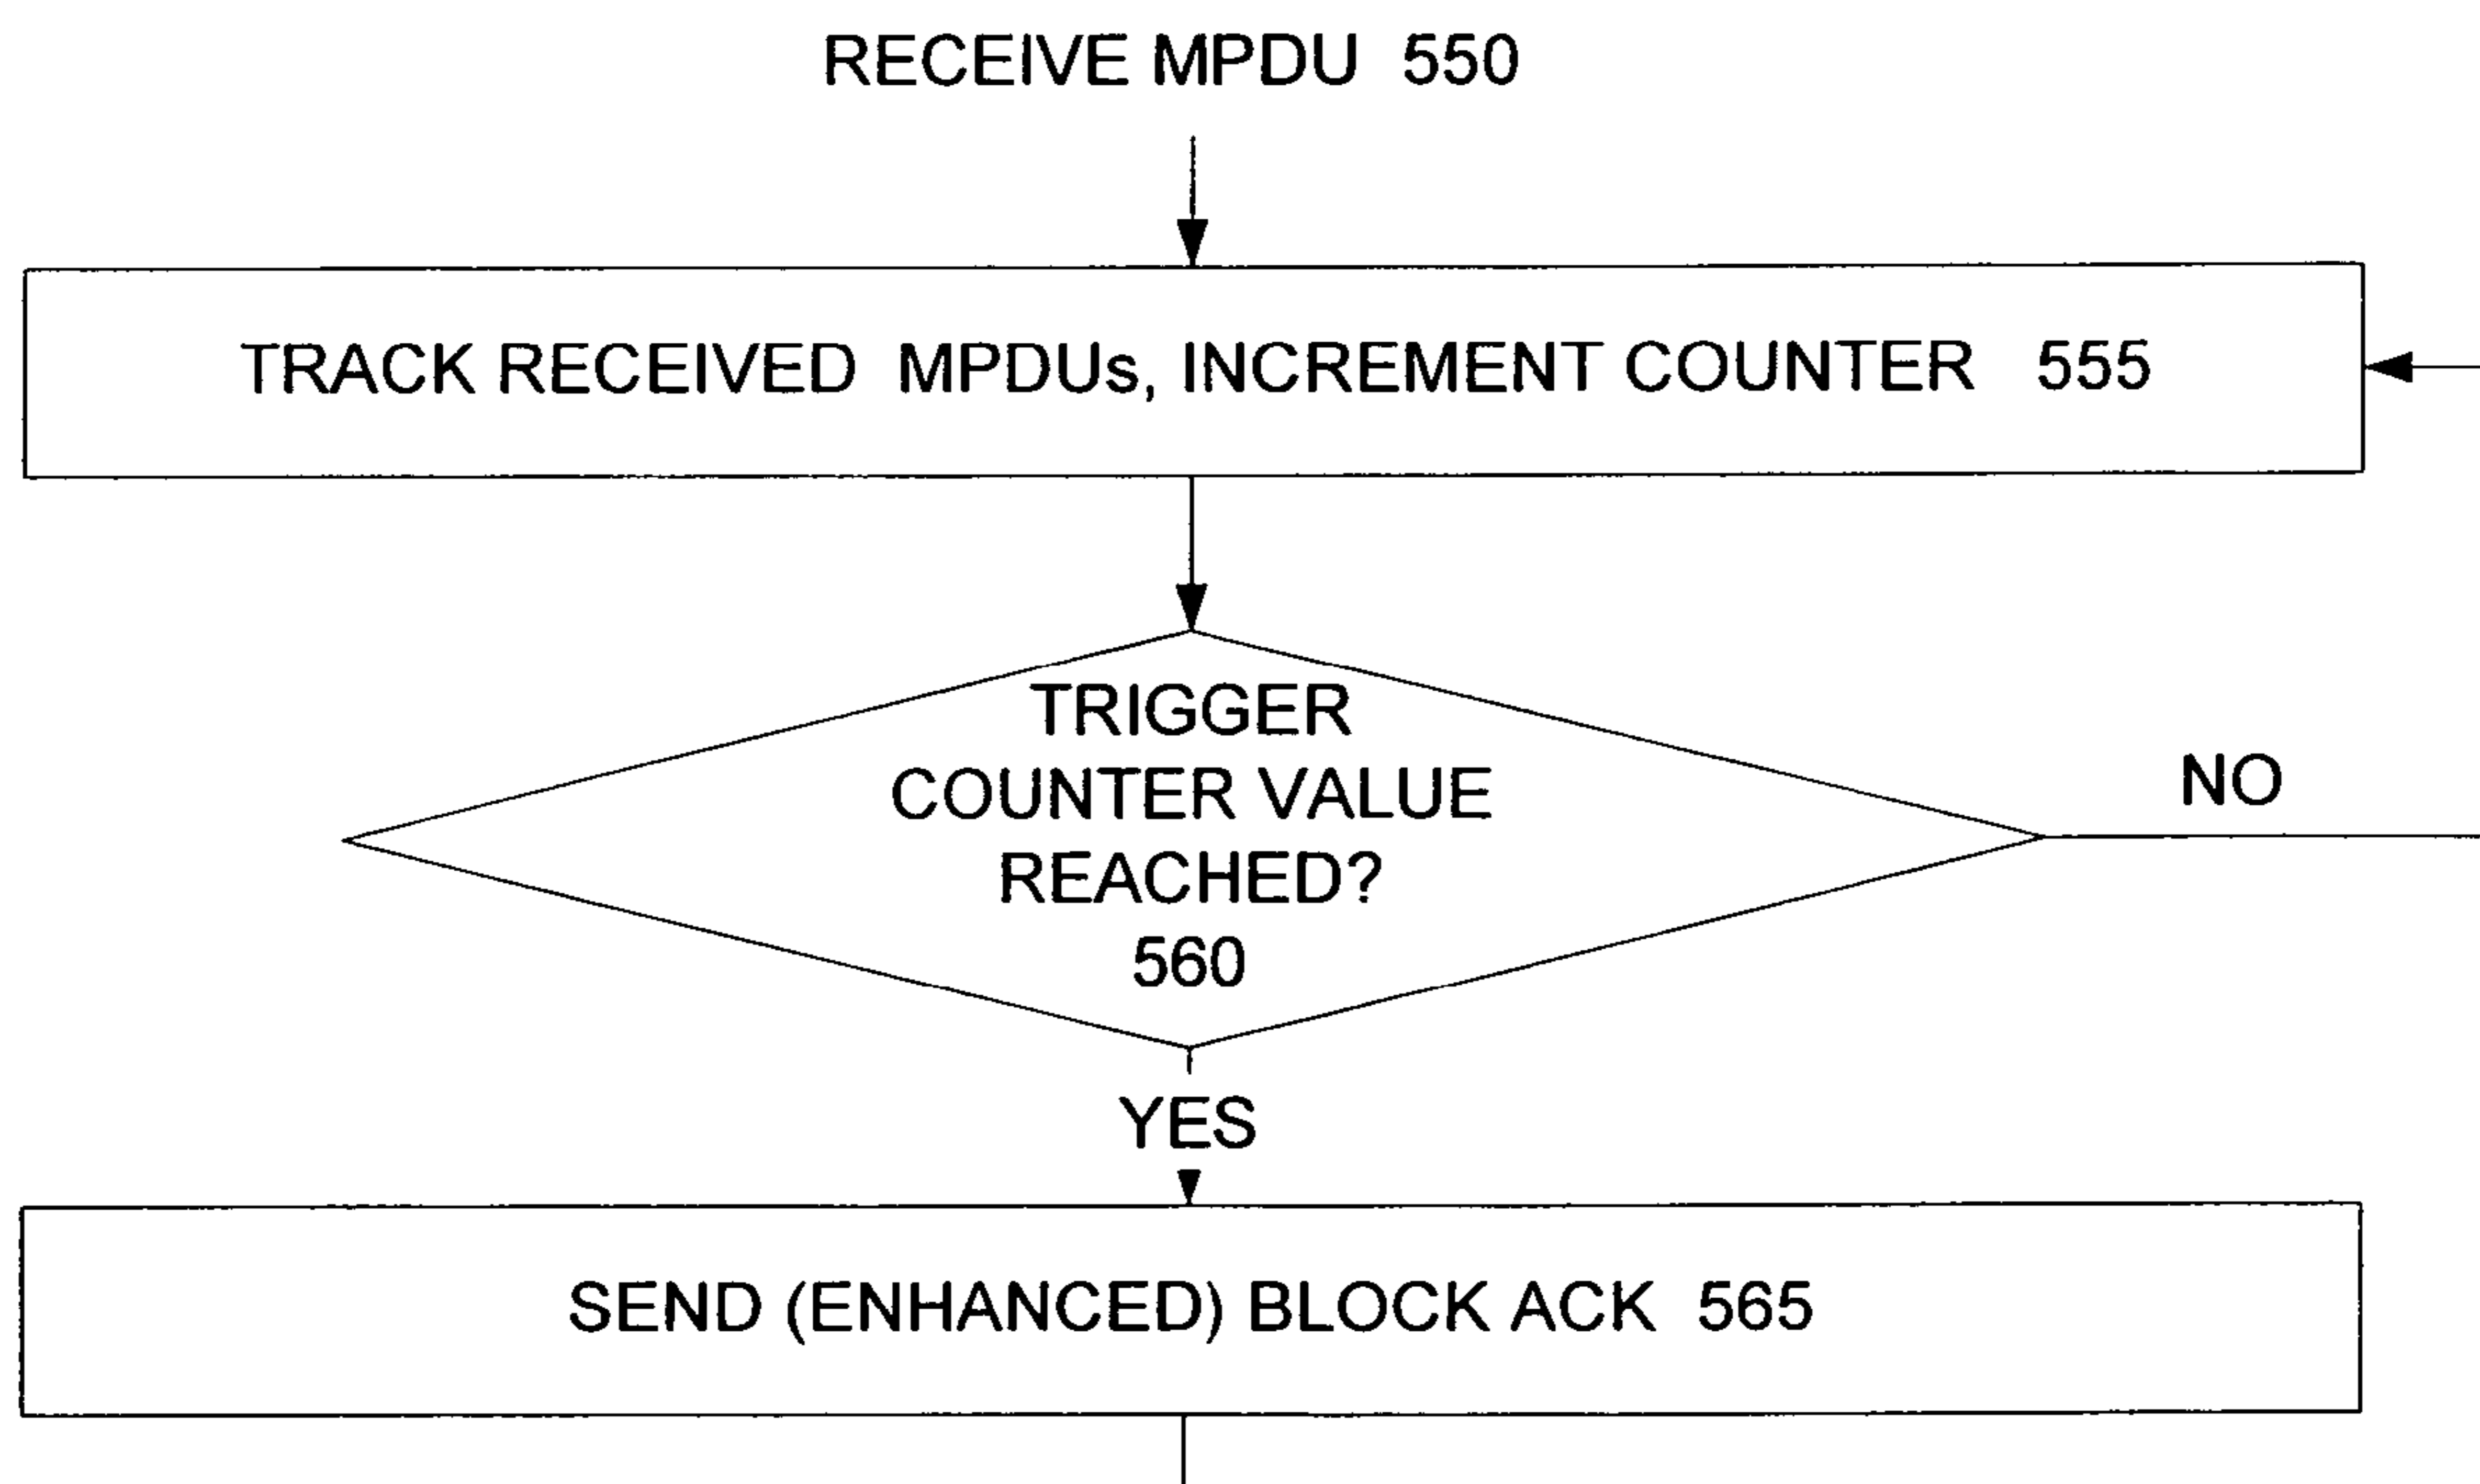 RECEIVE MPDU 550
TRACK RECEIVED MPDUs, INCREMENT COUNTER 555
TRIGGER
COUNTER VALUE
REACHED?
560
NO
YES
SEND (ENHANCED) BLOCK ACK 565